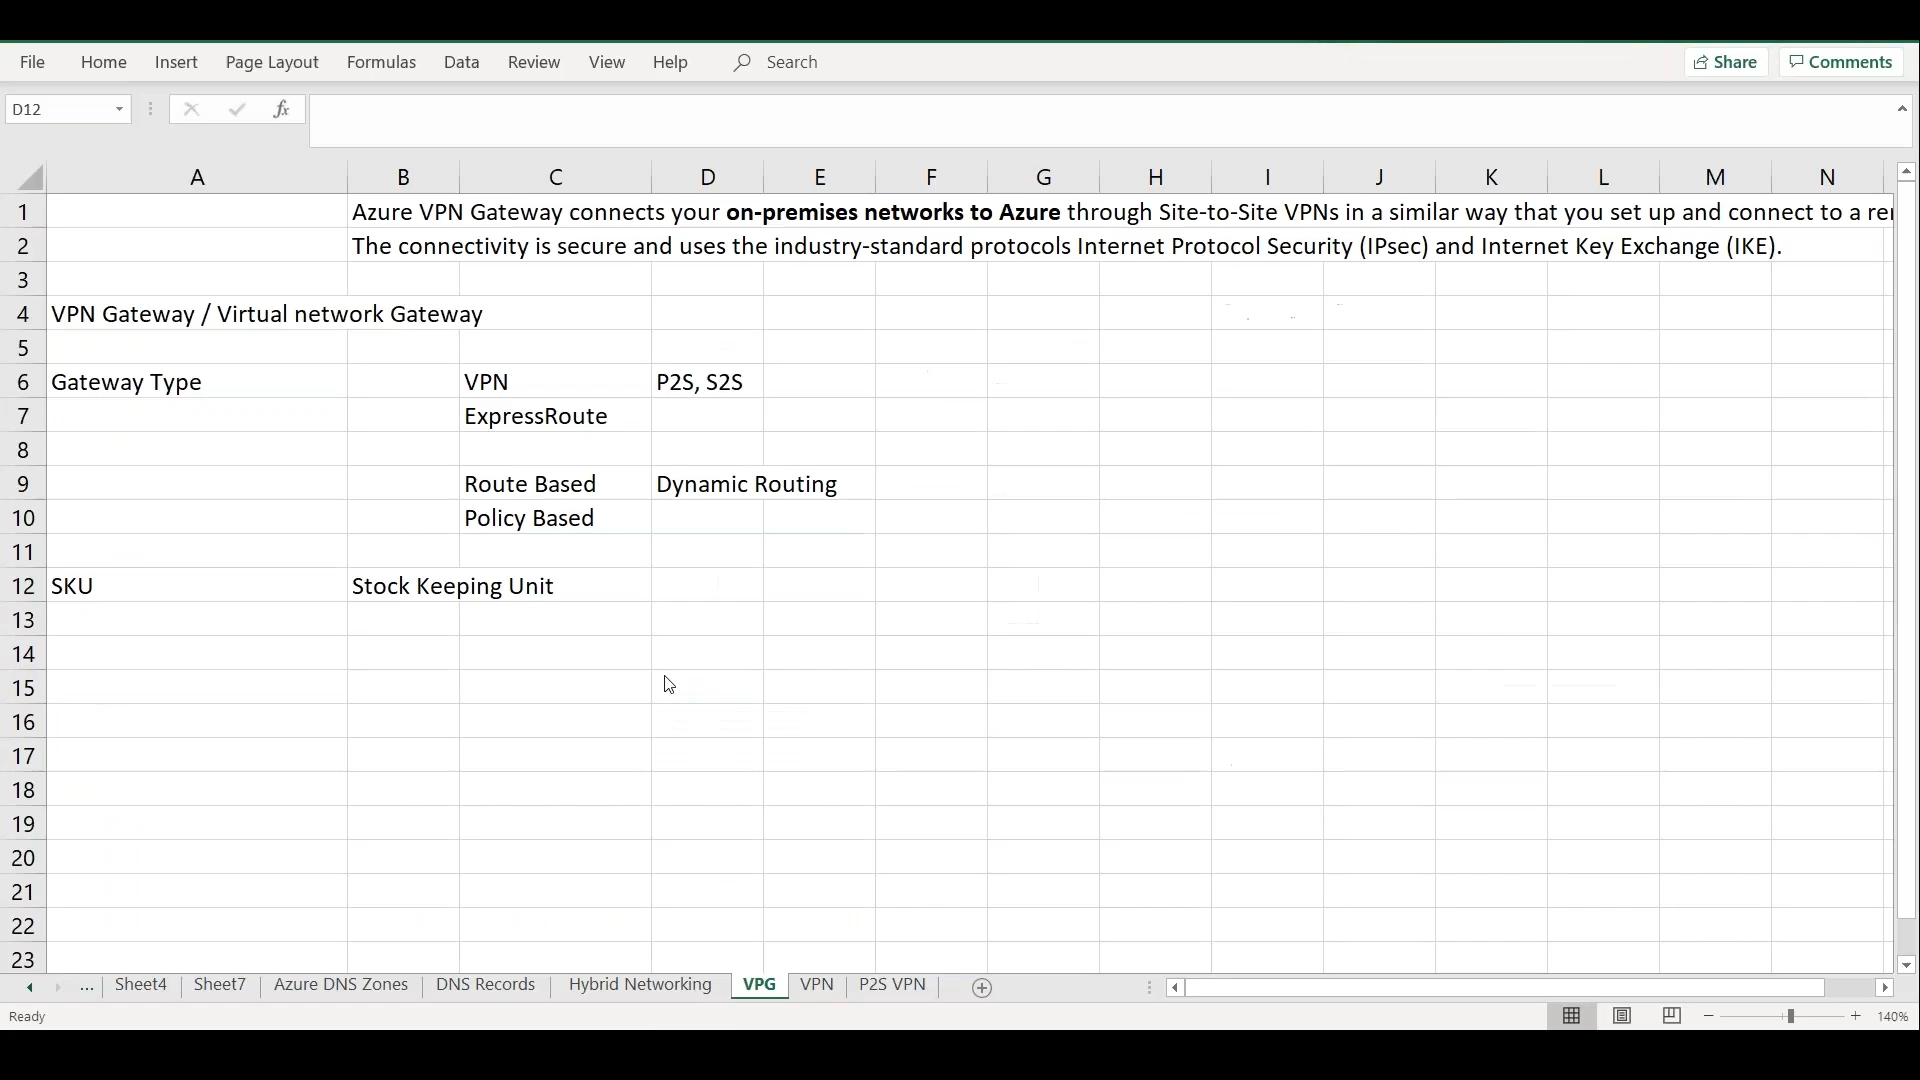 File Home Insert Page Layout Formulas Data Review View Help Search Share Comments
D12 fx
A B C D E F G H I J K L M N
1 Azure VPN Gateway connects your on-premises networks to Azure through Site-to-Site VPNs in a similar way that you set up and connect to a
2 The connectivity is secure and uses the industry-standard protocols Internet Protocol Security (IPsec) and Internet Key Exchange (IKE).
3
4 VPN Gateway / Virtual network Gateway
5
6 Gateway Type VPN P2S, S2S
7 ExpressRoute
8
9 Route Based Dynamic Routing
10 Policy Based
11
12 SKU Stock Keeping Unit
13
14
15
16
17
18
19
20
21
22
23
... Sheet4 Sheet7 Azure DNS Zones DNS Records Hybrid Networking VPG VPN P2S VPN
Ready 140%